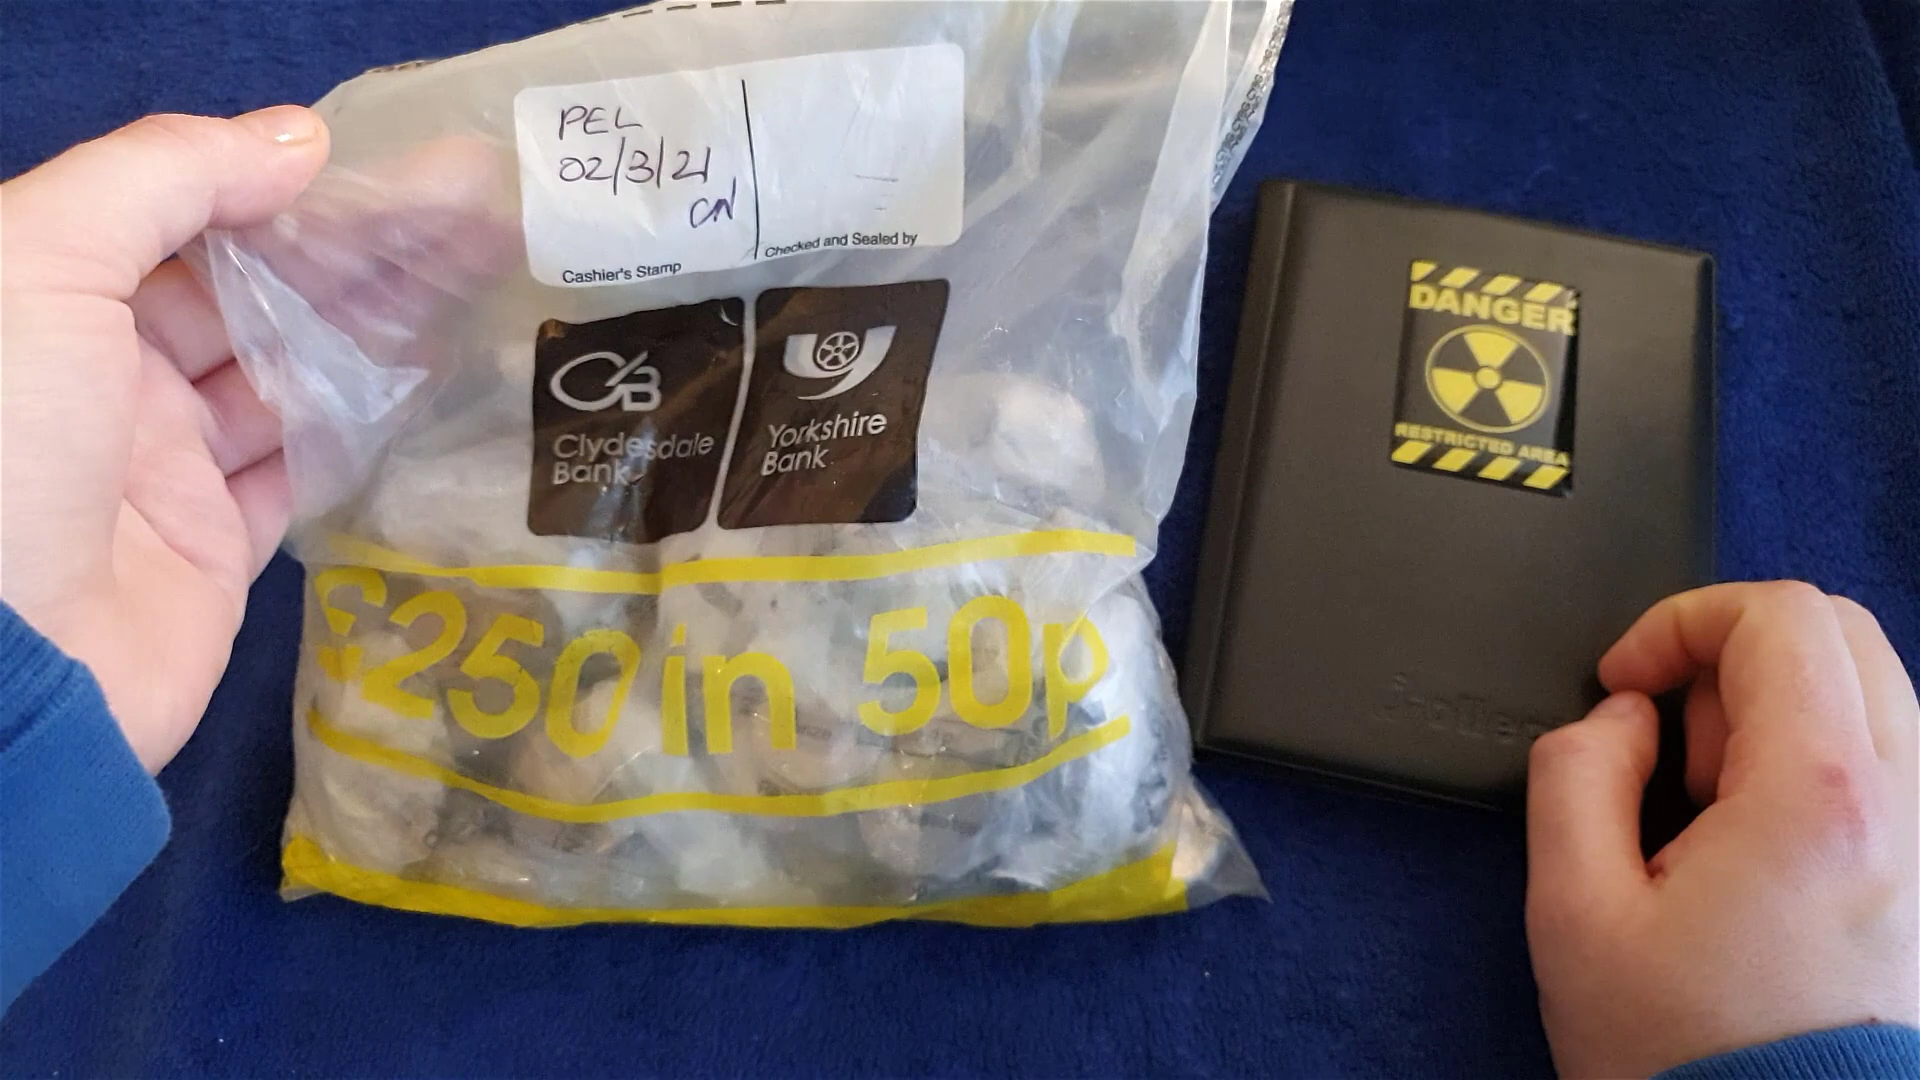 PEL
02/3/21
CN
Cashier's Stamp
Checked and Sealed by
CB
Clydesdale
Bank
Y
Yorkshire
Bank
£250 in 50p
DANGER
RESTRICTED AREA